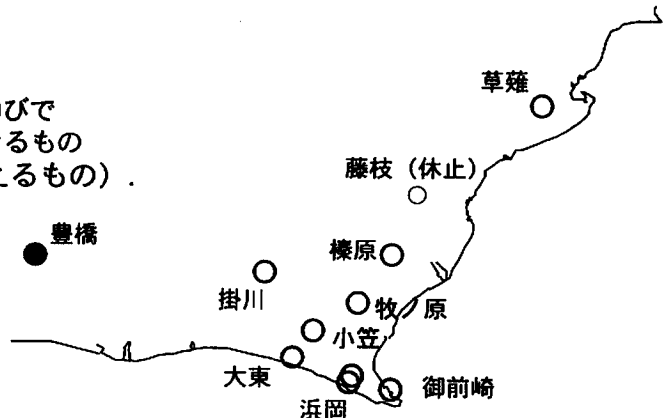 びで
るもの
えるもの）.
草薙
藤枝（休止）
豊橋
榛原
掛川
牧ノ原
小笠
大東
御前崎
浜岡